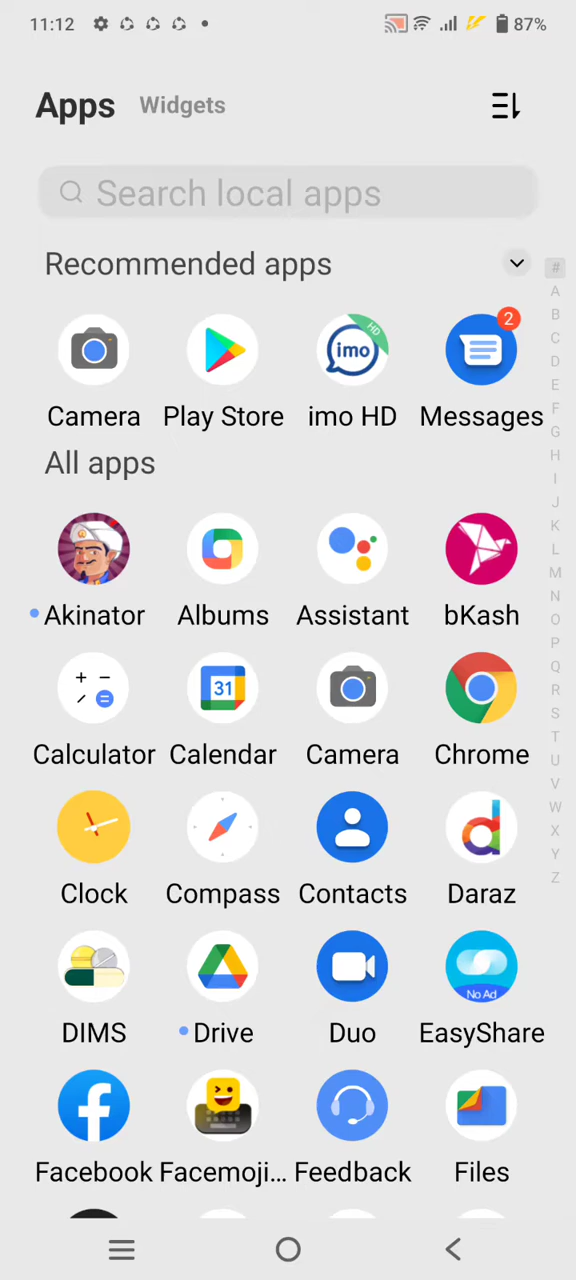 11:12 87%
Apps Widgets
Search local apps
Recommended apps
#
A
B
C
D
E
F
G
H
I
J
K
L
M
N
O
P
Q
R
S
T
U
V
W
X
Y
Z
HD
imo
2
Camera Play Store imo HD Messages
All apps
Akinator Albums Assistant bKash
31
Calculator Calendar Camera Chrome
Clock Compass Contacts Daraz
No Ad
DIMS Drive Duo EasyShare
Facebook Facemoji... Feedback Files